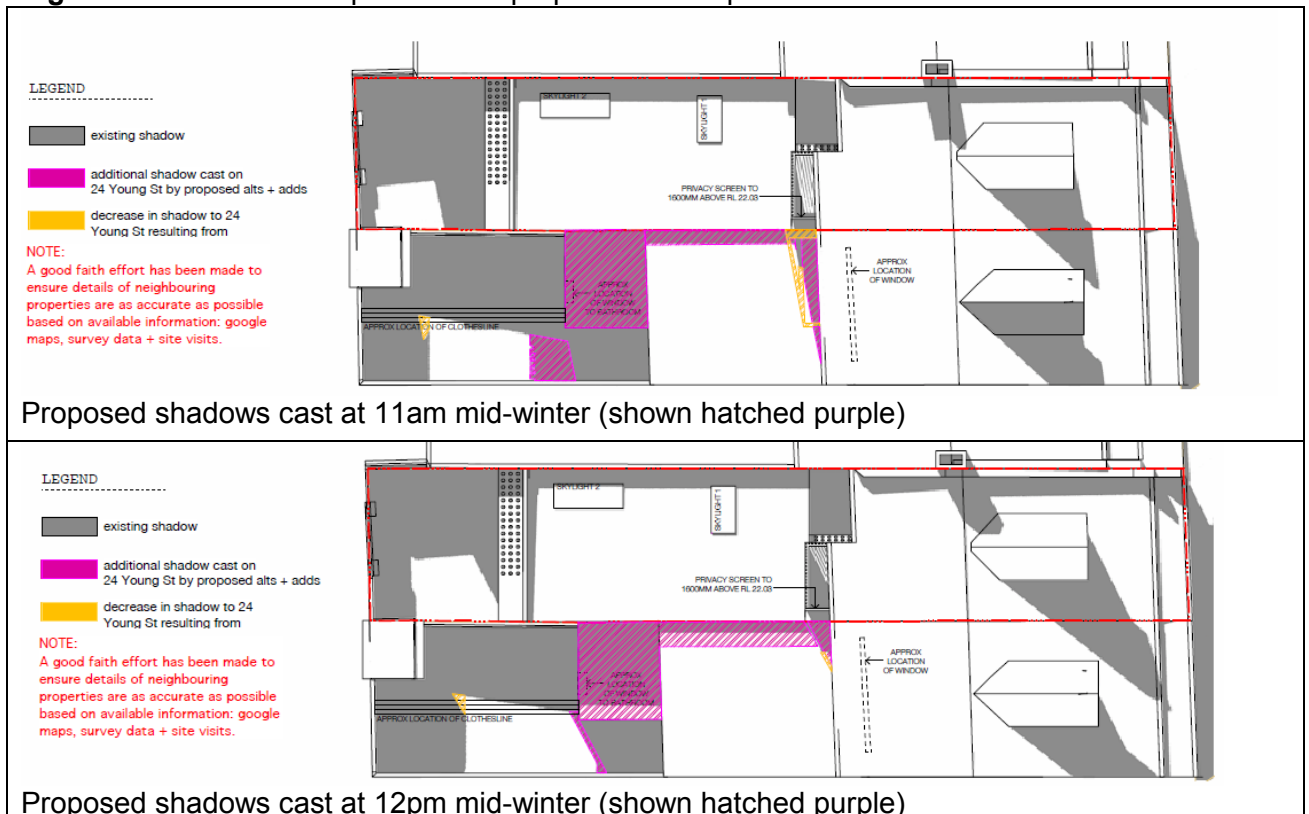 LEGEND
existing shadow
additional shadow cast on
24 Young St by proposed alts + adds
decrease in shadow to 24
Young St resulting from
NOTE:
A good faith effort has been made to
ensure details of neighbouring
properties are as accurate as possible
based on available information: google
maps, survey data + site visits.
SKYLIGHT 2
SKYLIGHT 1
PRIVACY SCREEN TO
1600MM ABOVE RL 22.03
APPROX
LOCATION
OF WINDOW
TO BATHROOM
APPROX
LOCATION
OF WINDOW
APPROX LOCATION OF CLOTHESLINE
Proposed shadows cast at 11am mid-winter (shown hatched purple)
LEGEND
existing shadow
additional shadow cast on
24 Young St by proposed alts + adds
decrease in shadow to 24
Young St resulting from
NOTE:
A good faith effort has been made to
ensure details of neighbouring
properties are as accurate as possible
based on available information: google
maps, survey data + site visits.
SKYLIGHT 2
SKYLIGHT 1
PRIVACY SCREEN TO
1600MM ABOVE RL 22.03
APPROX
LOCATION
OF WINDOW
TO BATHROOM
APPROX
LOCATION
OF WINDOW
APPROX LOCATION OF CLOTHESLINE
Proposed shadows cast at 12pm mid-winter (shown hatched purple)